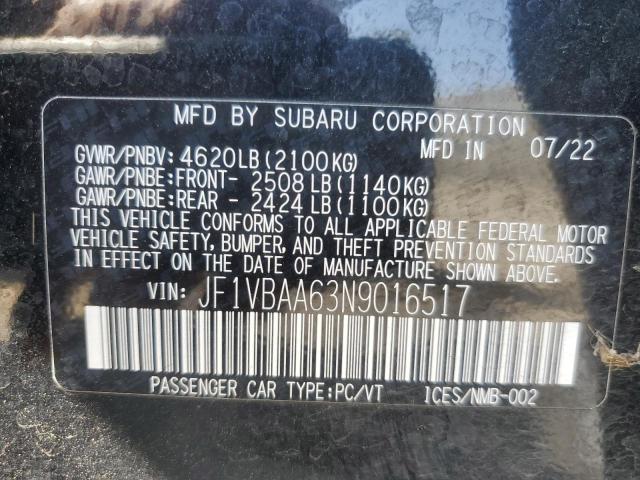 MFD BY SUBARU CORPORATION
MFD IN 07/22
GVWR/PNBV: 4620LB(2100KG)
GAWR/PNBE:FRONT- 2508LB(1140KG)
GAWR/PNBE:REAR - 2424LB(1100KG)
THIS VEHICLE CONFORMS TO ALL APPLICABLE FEDERAL MOTOR
VEHICLE SAFETY, BUMPER, AND THEFT PREVENTION STANDARDS
IN EFFECT ON THE DATE OF MANUFACTURE SHOWN ABOVE.
VIN: JF1VBAA63N9016517
PASSENGER CAR TYPE:PC/VT ICES/NMB-002